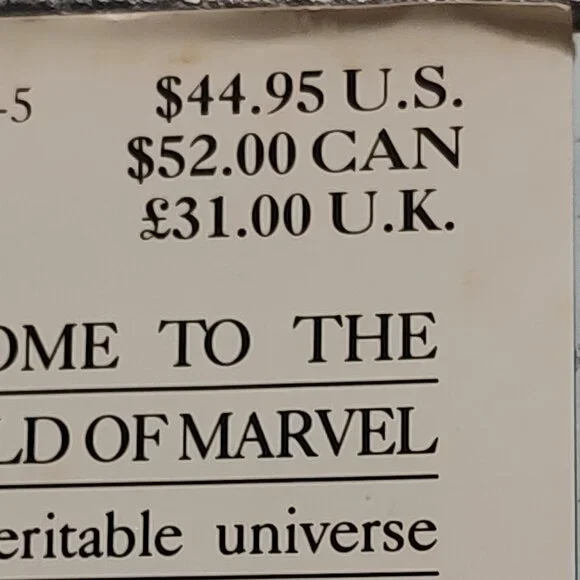 -5 $44.95 U.S.
$52.00 CAN
£31.00 U.K.
OME TO THE
LD OF MARVEL
eritable universe